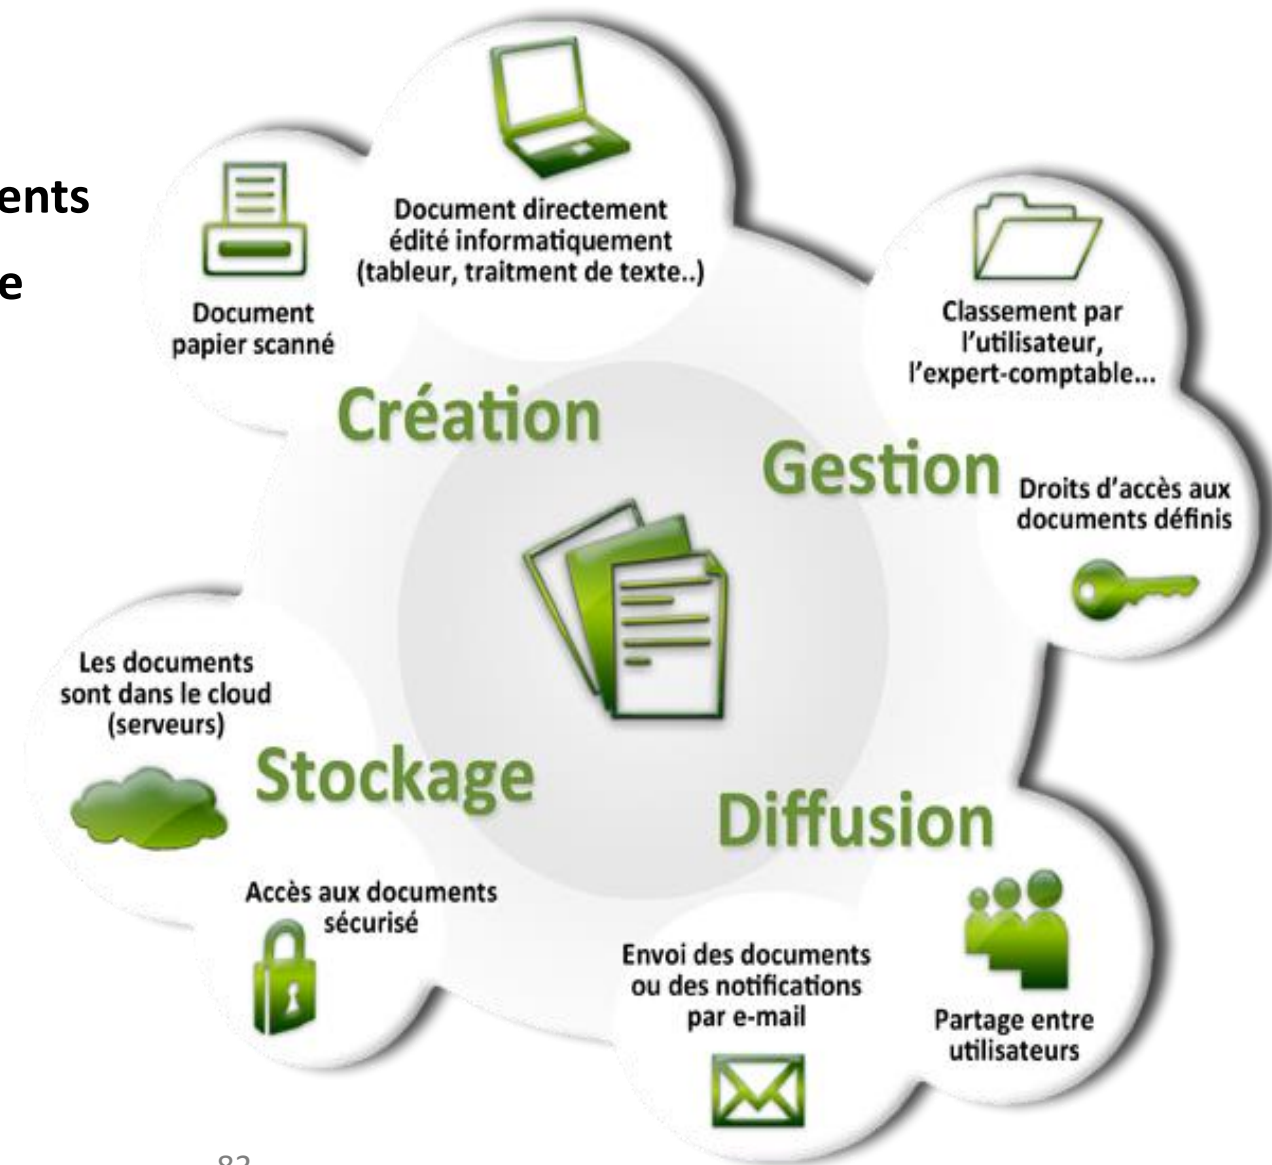 ents
e
Document directement
édité informatiquement
(tableur, traitment de texte..)
Document
papier scanné
Création
Classement par
l'utilisateur,
l'expert-comptable...
Gestion
Droits d'accès aux
documents définis
Les documents
sont dans le cloud
(serveurs)
Stockage
Accès aux documents
sécurisé
Diffusion
Envoi des documents
ou des notifications
par e-mail
Partage entre
utilisateurs